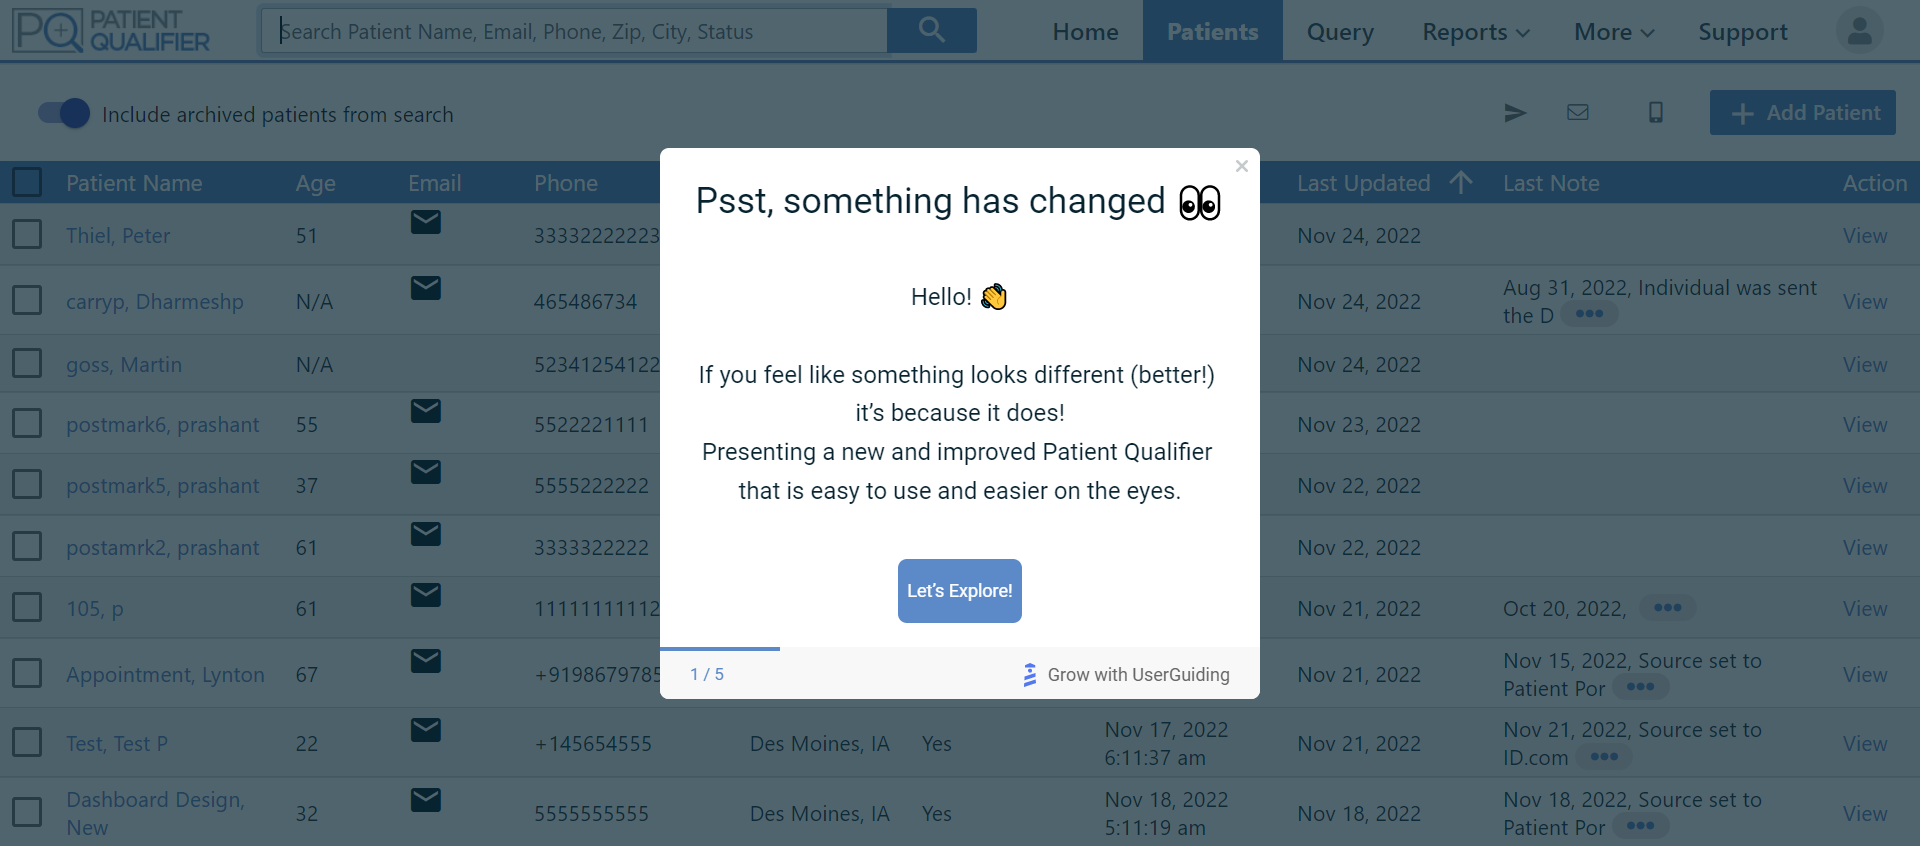 PATIENT QUALIFIER
Search Patient Name, Email, Phone, Zip, City, Status
Home Patients Query Reports More Support
Include archived patients from search
Add Patient
Patient Name Age Email Phone Last Updated Last Note Action
Thiel, Peter 51 33332222223 Nov 24, 2022 View
carryp, Dharmeshp N/A 465486734 Nov 24, 2022 Aug 31, 2022, Individual was sent the D ••• View
goss, Martin N/A 52341254122 Nov 24, 2022 View
postmark6, prashant 55 5522221111 Nov 23, 2022 View
postmark5, prashant 37 5555222222 Nov 22, 2022 View
postamrk2, prashant 61 3333322222 Nov 22, 2022 View
105, p 61 11111111112 Nov 21, 2022 Oct 20, 2022, ••• View
Appointment, Lynton 67 +9198679785 Nov 21, 2022 Nov 15, 2022, Source set to Patient Por ••• View
Test, Test P 22 +145654555 Des Moines, IA Yes Nov 17, 2022 6:11:37 am Nov 21, 2022 Nov 21, 2022, Source set to ID.com ••• View
Dashboard Design, New 32 5555555555 Des Moines, IA Yes Nov 18, 2022 5:11:19 am Nov 18, 2022 Nov 18, 2022, Source set to Patient Por ••• View
Psst, something has changed 👀
Hello! 👏
If you feel like something looks different (better!)
it’s because it does!
Presenting a new and improved Patient Qualifier
that is easy to use and easier on the eyes.
Let’s Explore!
1 / 5
Grow with UserGuiding